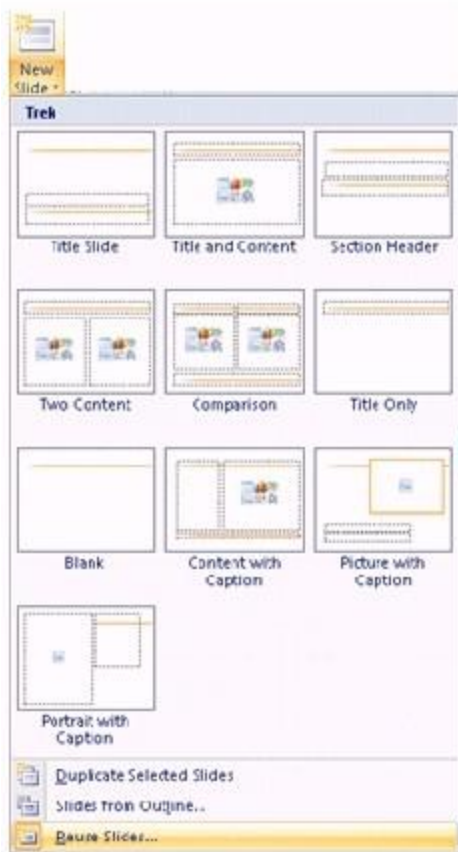 New
Slide
Trek
Title Slide
Title and Content
Section Header
Two Content
Comparison
Title Only
Blank
Content with
Caption
Picture with
Caption
Portrait with
Caption
Duplicate Selected Slides
Slides from Outline...
Reuse Slides...